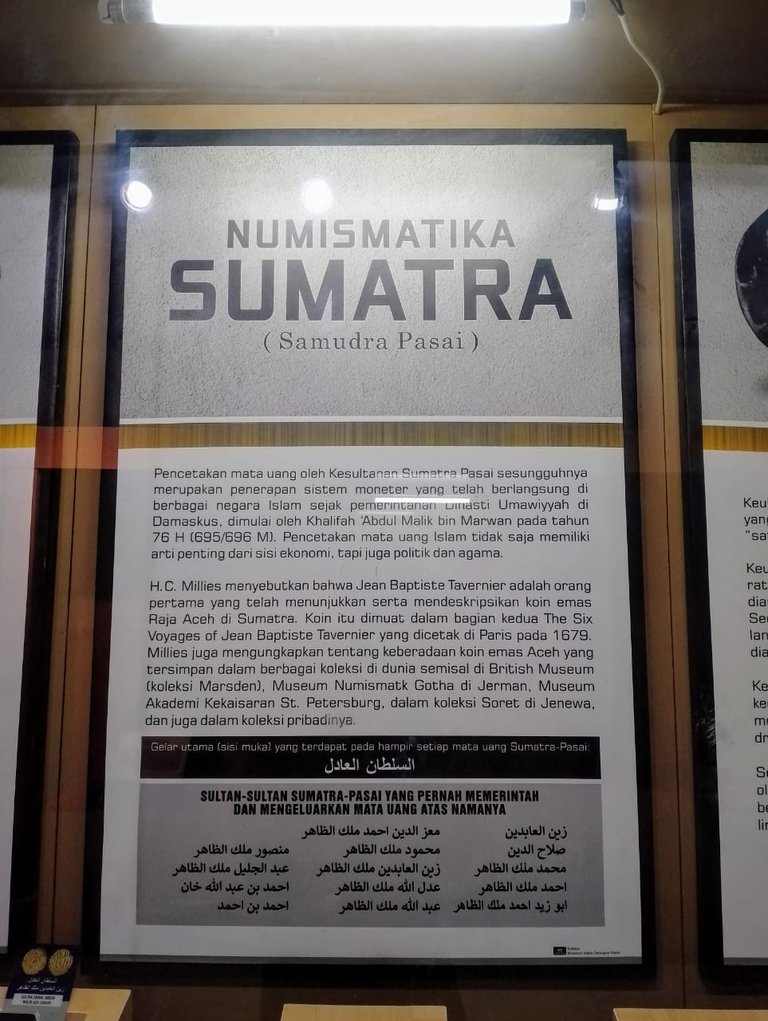 NUMISMATIKA
SUMATRA
( Samudra Pasai )
Pencetakan mata uang oleh Kesultanan Sumatra Pasai sesungguhnya
merupakan penerapan sistem moneter yang telah berlangsung di
berbagai negara Islam sejak pemerintahan Dinasti Umawiyyah di
Damaskus, dimulai oleh Khalifah 'Abdul Malik bin Marwan pada tahun
76 H (695/696 M). Pencetakan mata uang Islam tidak saja memiliki
arti penting dari sisi ekonomi, tapi juga politik dan agama.
H.C. Millies menyebutkan bahwa Jean Baptiste Tavernier adalah orang
pertama yang telah menunjukkan serta mendeskripsikan koin emas
Raja Aceh di Sumatra. Koin itu dimuat dalam bagian kedua The Six
Voyages of Jean Baptiste Tavernier yang dicetak di Paris pada 1679.
Millies juga mengungkapkan tentang keberadaan koin emas Aceh yang
tersimpan dalam berbagai koleksi di dunia semisal di British Museum
(koleksi Marsden), Museum Numismatk Gotha di Jerman, Museum
Akademi Kekaisaran St. Petersburg, dalam koleksi Soret di Jenewa,
dan juga dalam koleksi pribadinya.
Gelar utama (sisi muka) yang terdapat pada hampir setiap mata uang Sumatra-Pasai:
السلطان العادل
SULTAN-SULTAN SUMATRA-PASAI YANG PERNAH MEMERINTAH
DAN MENGELUARKAN MATA UANG ATAS NAMANYA
زين العابدين معز الدين احمد ملك الظاهر
صلاح الدين محمود ملك الظاهر منصور ملك الظاهر
محمد ملك الظاهر زين العابدين ملك الظاهر عبد الجليل ملك الظاهر
احمد ملك الظاهر عدل الله ملك الظاهر احمد بن عبد الله خان
ابو زيد احمد ملك الظاهر عبد الله ملك الظاهر احمد بن احمد